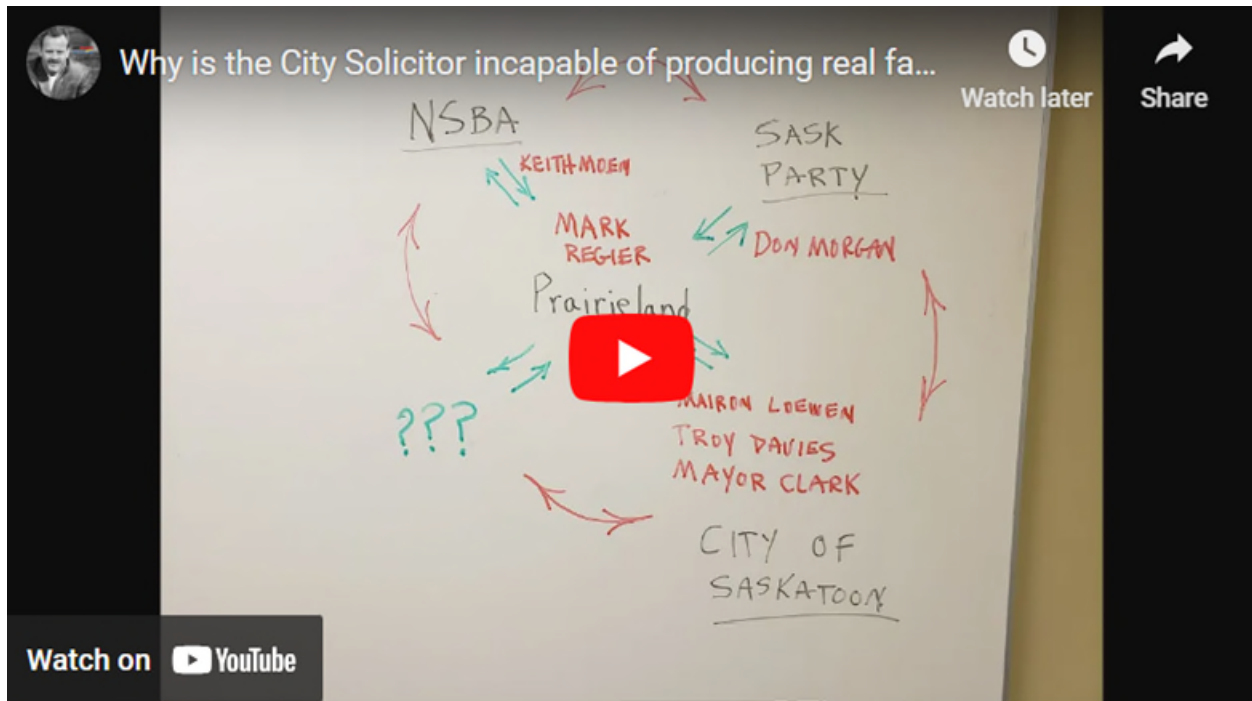 Why is the City Solicitor incapable of producing real fa...
Watch later
Share
NSBA
KEITH MOEN
SASK
PARTY
MARK
REGIER
DON MORGAN
Prairieland
MAIRON LOEWEN
TROY DAVIES
MAYOR CLARK
???
CITY OF
SASKATOON
Watch on YouTube